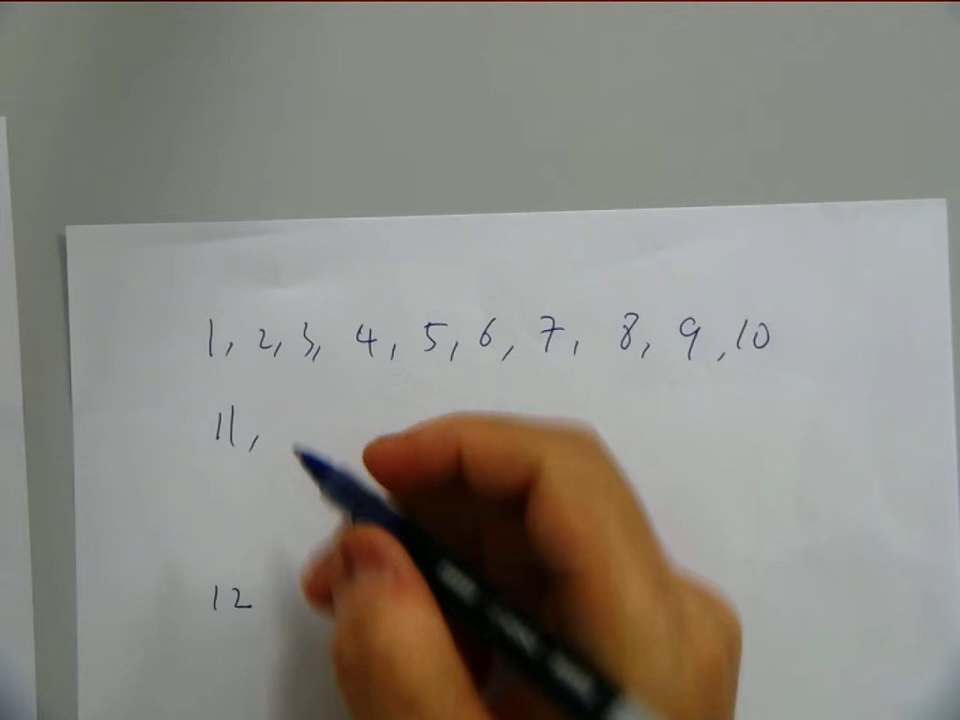 1, 2, 3, 4, 5, 6, 7, 8, 9, 10
11,
12